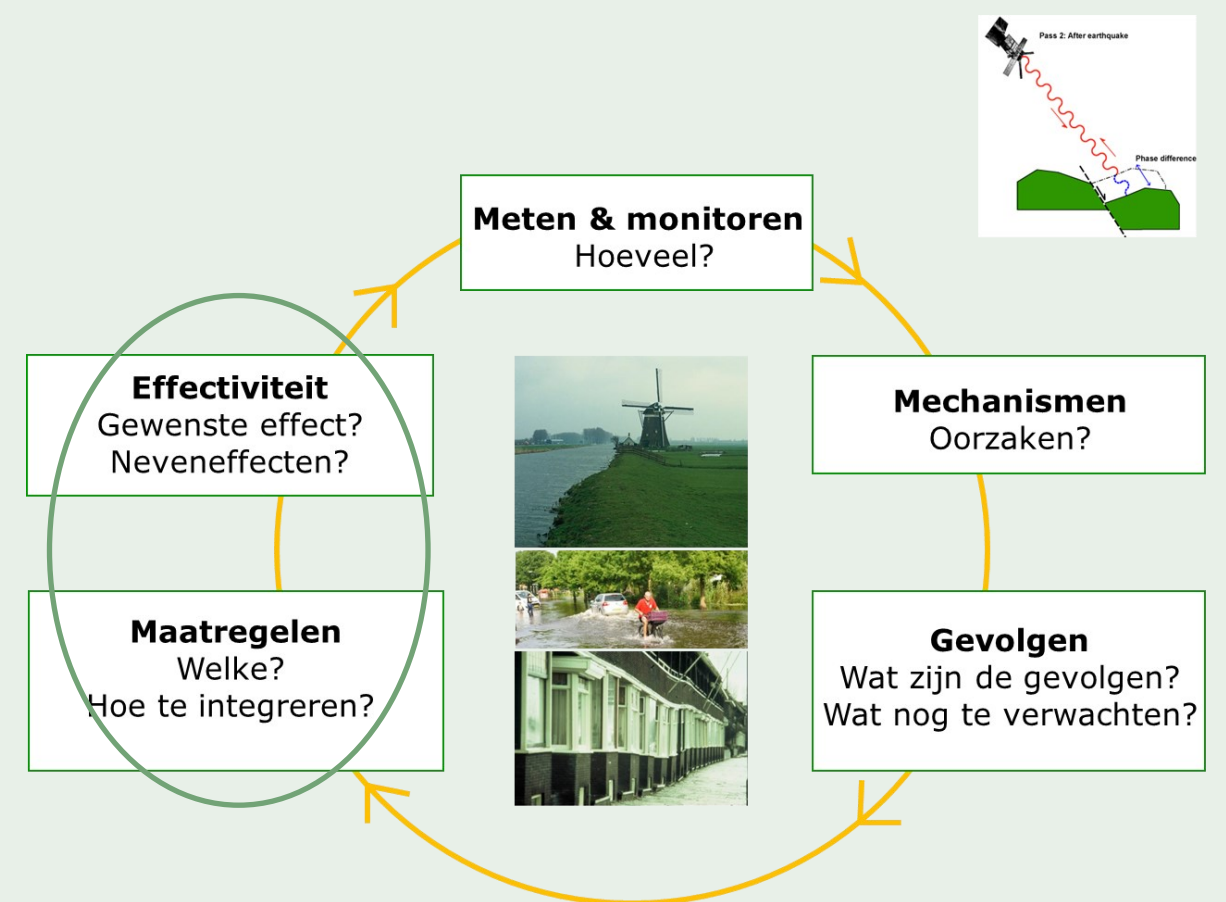 Pass 2: After earthquake
Phase difference
Meten & monitoren
Hoeveel?
Mechanismen
Oorzaken?
Gevolgen
Wat zijn de gevolgen?
Wat nog te verwachten?
Maatregelen
Welke?
Hoe te integreren?
Effectiviteit
Gewenste effect?
Neveneffecten?